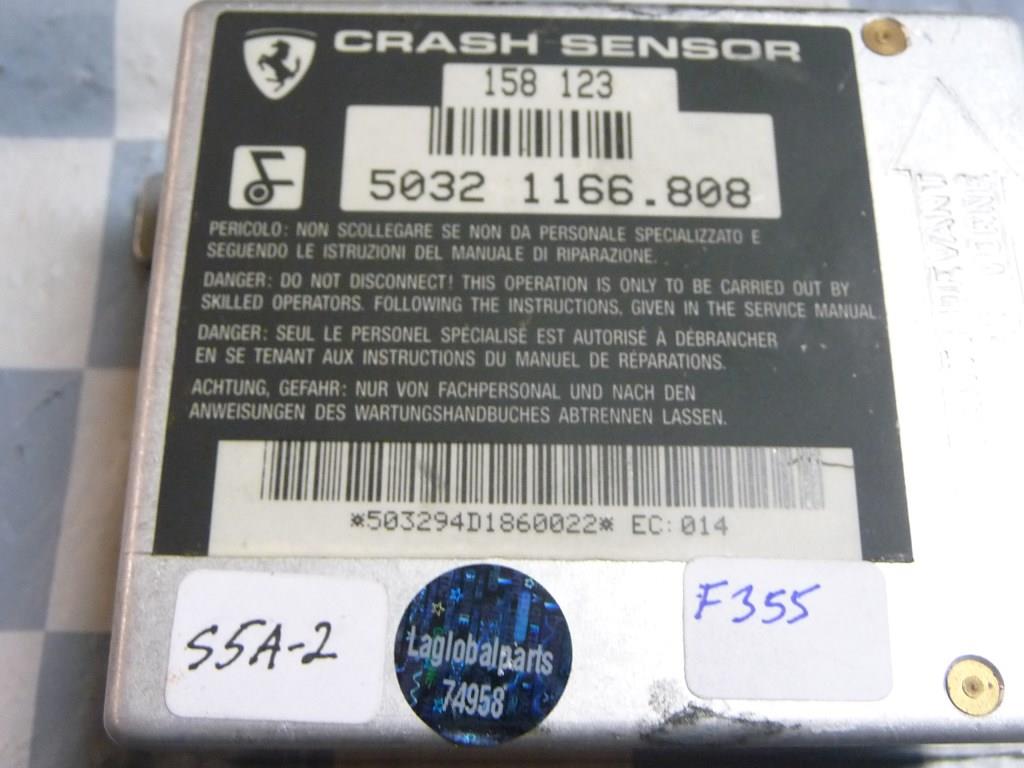 CRASH SENSOR
158 123
5032 1166.808
PERICOLO: NON SCOLLEGARE SE NON DA PERSONALE SPECIALIZZATO E
SEGUENDO LE ISTRUZIONI DEL MANUALE DI RIPARAZIONE.
DANGER: DO NOT DISCONNECT! THIS OPERATION IS ONLY TO BE CARRIED OUT BY
SKILLED OPERATORS. FOLLOWING THE INSTRUCTIONS, GIVEN IN THE SERVICE MANUAL
DANGER: SEUL LE PERSONEL SPÉCIALISÉ EST AUTORISÉ À DÉBRANCHER
EN SE TENANT AUX INSTRUCTIONS DU MANUEL DE RÉPARATIONS.
ACHTUNG, GEFAHR: NUR VON FACHPERSONAL UND NACH DEN
ANWEISUNGEN DES WARTUNGSHANDBUCHES ABTRENNEN LASSEN.
*503294D1860022* EC:014
S5A-2
Laglobalparts
74958
F355